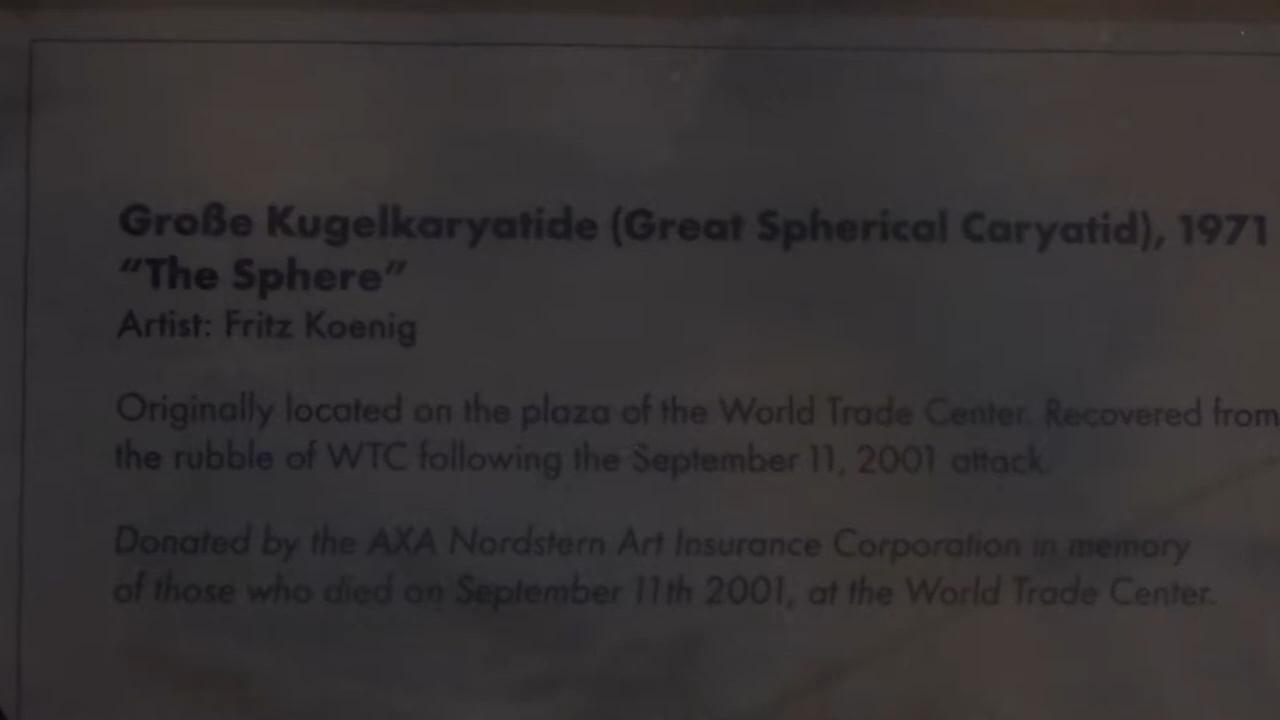 Große Kugelkaryatide (Great Spherical Caryatid), 1971
“The Sphere”
Artist: Fritz Koenig
Originally located on the plaza of the World Trade Center. Recovered from
the rubble of WTC following the September 11, 2001 attack.
Donated by the AXA Nordstern Art Insurance Corporation in memory
of those who died on September 11th 2001, at the World Trade Center.